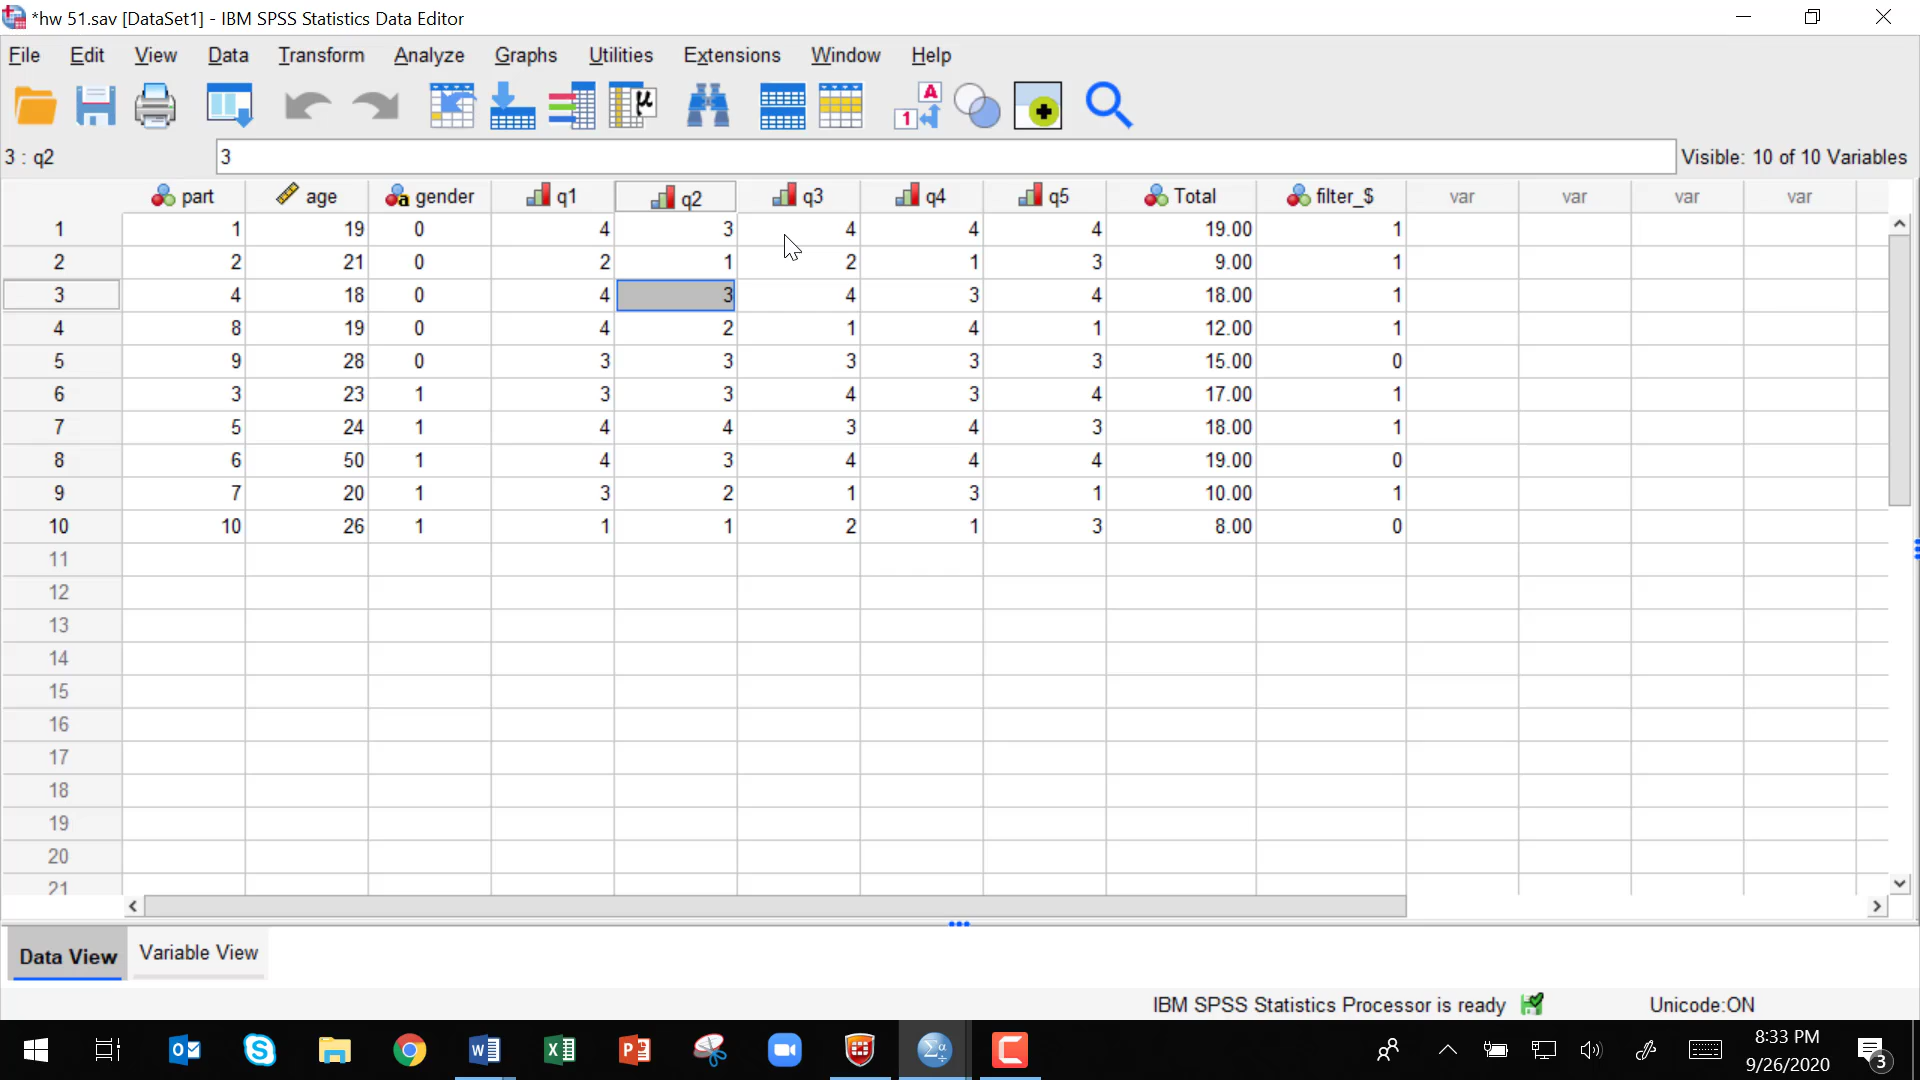 *hw 51.sav [DataSet1] - IBM SPSS Statistics Data Editor
File Edit View Data Transform Analyze Graphs Utilities Extensions Window Help
3 : q2 3 Visible: 10 of 10 Variables
part age gender q1 q2 q3 q4 q5 Total filter_$ var var var var
1 1 19 0 4 3 4 4 4 19.00 1
2 2 21 0 2 1 2 1 3 9.00 1
3 4 18 0 4 3 4 3 4 18.00 1
4 8 19 0 4 2 1 4 1 12.00 1
5 9 28 0 3 3 3 3 3 15.00 0
6 3 23 1 3 3 4 3 4 17.00 1
7 5 24 1 4 4 3 4 3 18.00 1
8 6 50 1 4 3 4 4 4 19.00 0
9 7 20 1 3 2 1 3 1 10.00 1
10 10 26 1 1 1 2 1 3 8.00 0
11
12
13
14
15
16
17
18
19
20
21
Data View Variable View
IBM SPSS Statistics Processor is ready Unicode:ON
8:33 PM
9/26/2020
3